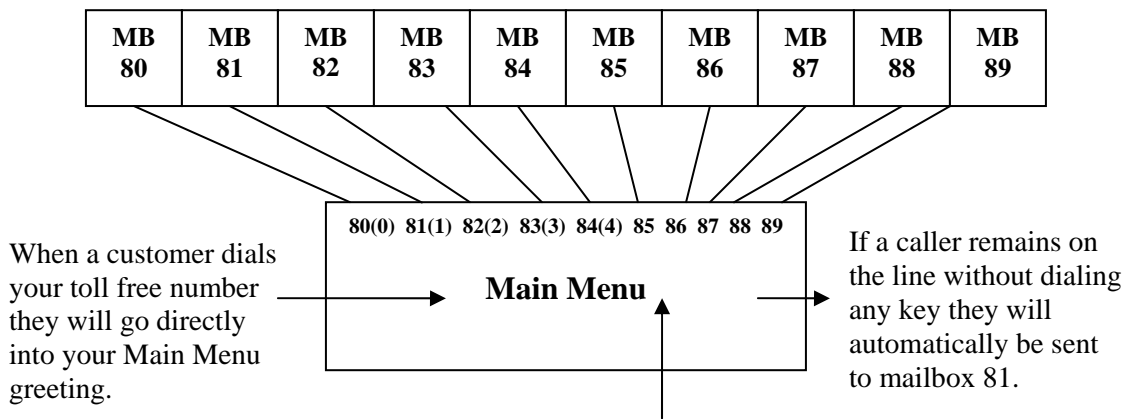 MB MB MB MB MB MB MB MB MB MB
80 81 82 83 84 85 86 87 88 89
80(0) 81(1) 82(2) 83(3) 84(4) 85 86 87 88 89
Main Menu
When a customer dials
your toll free number
they will go directly
into your Main Menu
greeting.
If a caller remains on
the line without dialing
any key they will
automatically be sent
to mailbox 81.